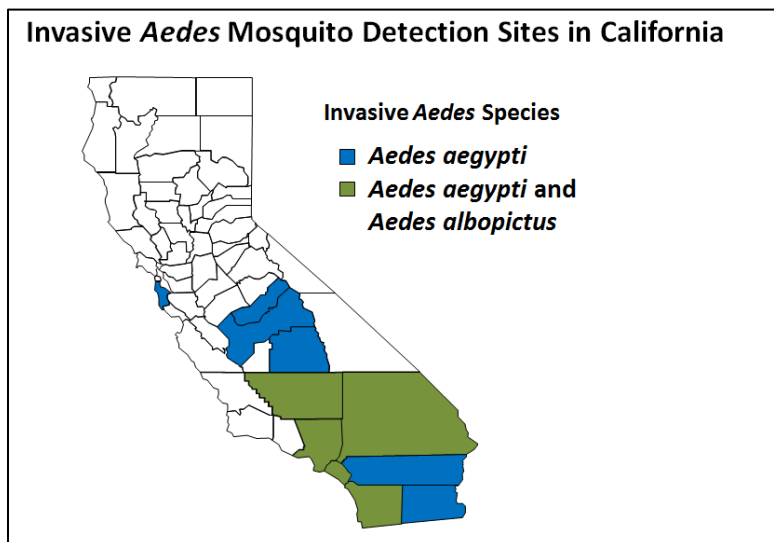 Invasive Aedes Mosquito Detection Sites in California
Invasive Aedes Species
Aedes aegypti
Aedes aegypti and
Aedes albopictus